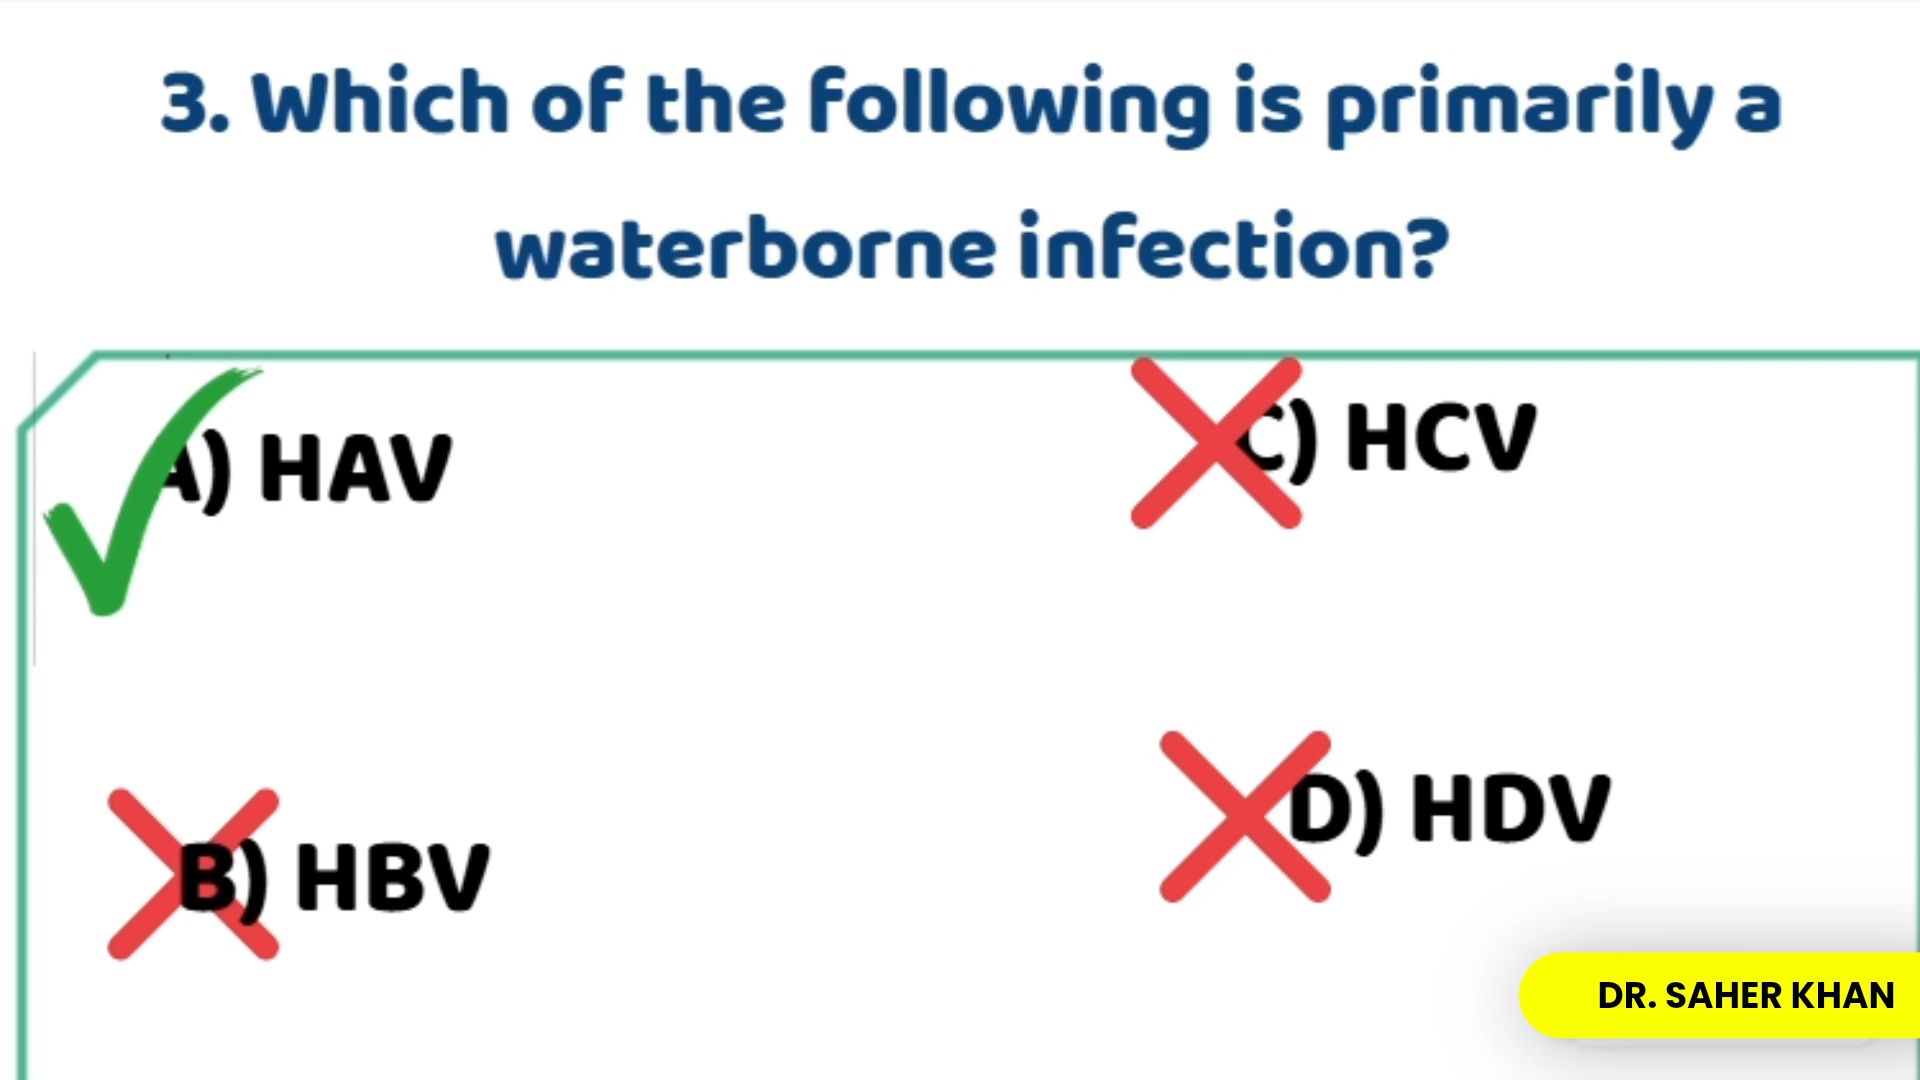 3. Which of the following is primarily a
waterborne infection?
A) HAV
C) HCV
B) HBV
D) HDV
DR. SAHER KHAN